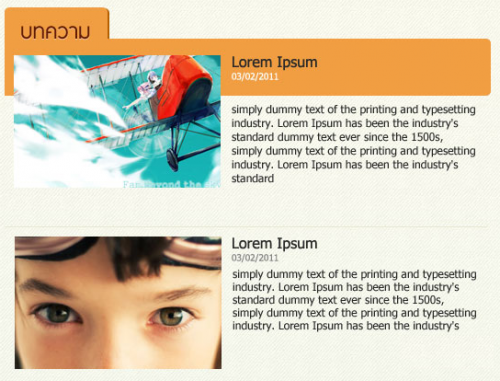 บทความ
Lorem Ipsum
03/02/2011
simply dummy text of the printing and typesetting
industry. Lorem Ipsum has been the industry's
standard dummy text ever since the 1500s,
simply dummy text of the printing and typesetting
industry. Lorem Ipsum has been the industry's
standard
Lorem Ipsum
03/02/2011
simply dummy text of the printing and typesetting
industry. Lorem Ipsum has been the industry's
standard dummy text ever since the 1500s,
simply dummy text of the printing and typesetting
industry. Lorem Ipsum has been the industry's